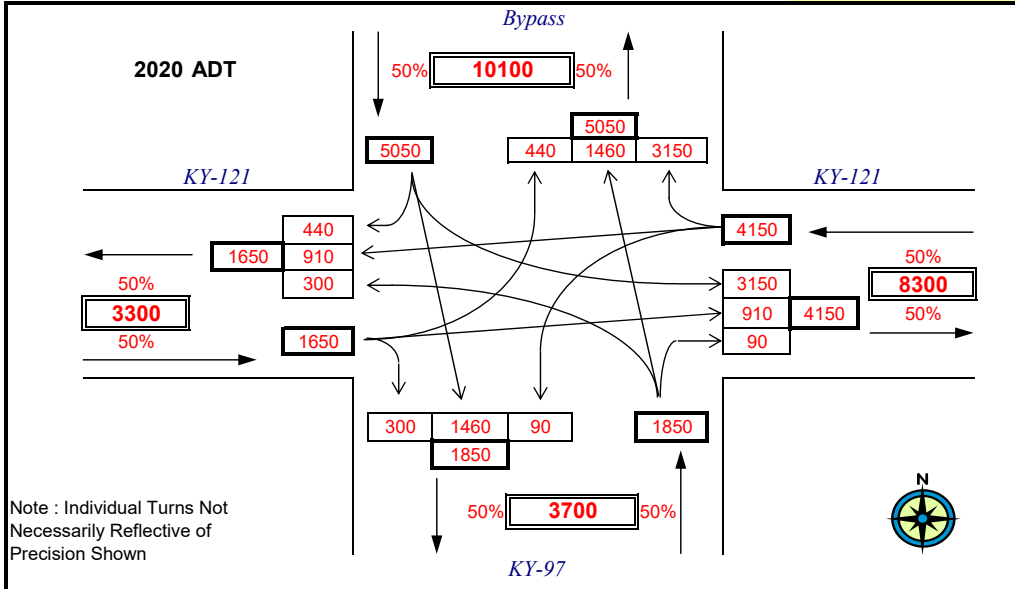 Bypass
2020 ADT
50% 10100 50%
5050
5050
440 1460 3150
KY-121
KY-121
440
4150
1650 910
50%
300
3150
8300
50%
910 4150
50%
3300
90
50%
1650
300 1460 90
1850
1850
N
Note : Individual Turns Not
Necessarily Reflective of
Precision Shown
50% 3700 50%
KY-97